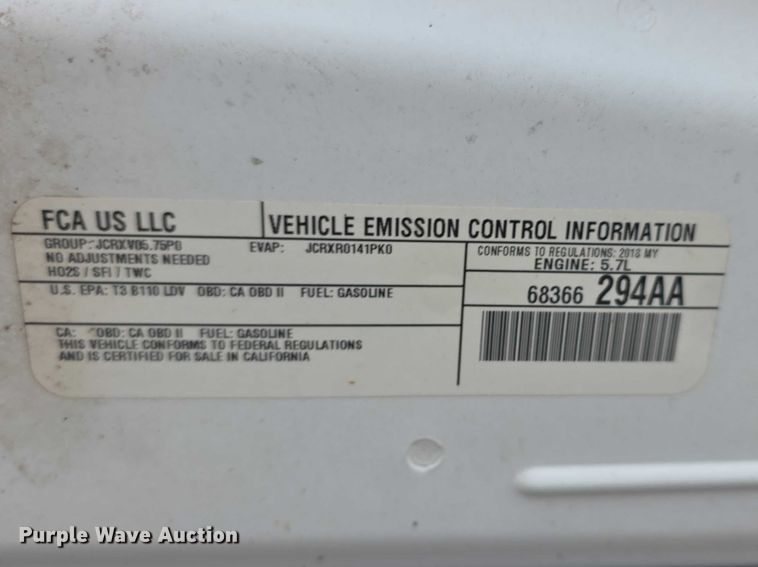 FCA US LLC
VEHICLE EMISSION CONTROL INFORMATION
GROUP: JCRXV05.75P0 EVAP: JCRXR0141PK0
NO ADJUSTMENTS NEEDED
HO2S / SFI / TWC
CONFORMS TO REGULATIONS: 2018 MY
ENGINE: 5.7L
U.S. EPA: T3 B110 LDV OBD: CA OBD II FUEL: GASOLINE
68366 294AA
CA: OBD: CA OBD II FUEL: GASOLINE
THIS VEHICLE CONFORMS TO FEDERAL REGULATIONS
AND IS CERTIFIED FOR SALE IN CALIFORNIA
Purple Wave Auction